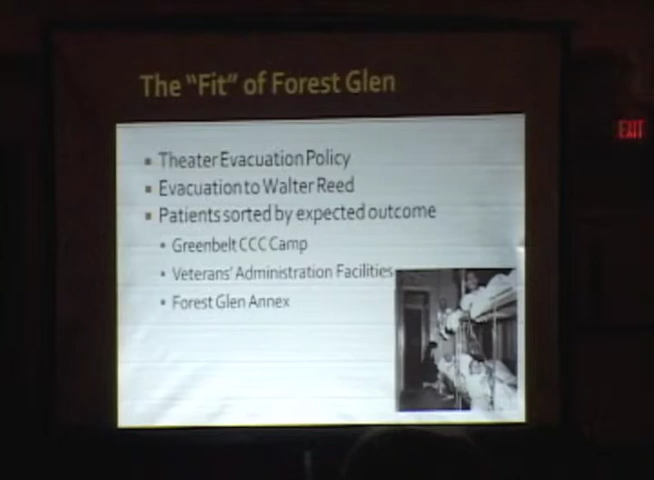 The "Fit" of Forest Glen
▪ Theater Evacuation Policy
▪ Evacuation to Walter Reed
▪ Patients sorted by expected outcome
▪ Greenbelt CCC Camp
▪ Veterans' Administration Facilities
▪ Forest Glen Annex
EXIT